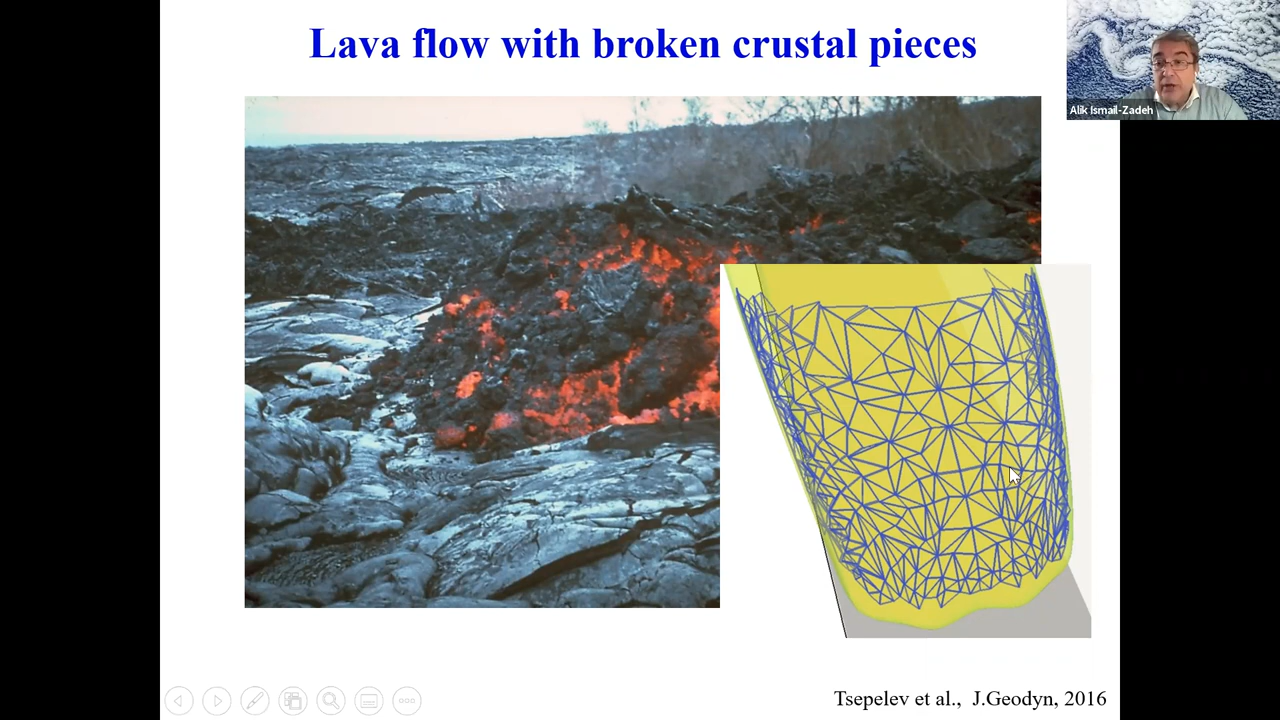 Lava flow with broken crustal pieces
Alik Ismail-Zadeh
Tsepelev et al., J.Geodyn, 2016